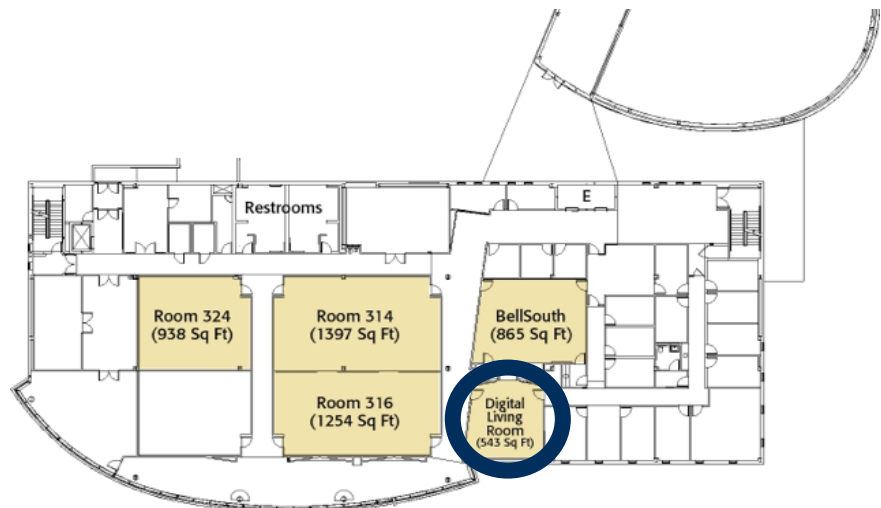 Restrooms
E
Room 324
(938 Sq Ft)
Room 314
(1397 Sq Ft)
BellSouth
(865 Sq Ft)
Room 316
(1254 Sq Ft)
Digital
Living
Room
(543 Sq Ft)